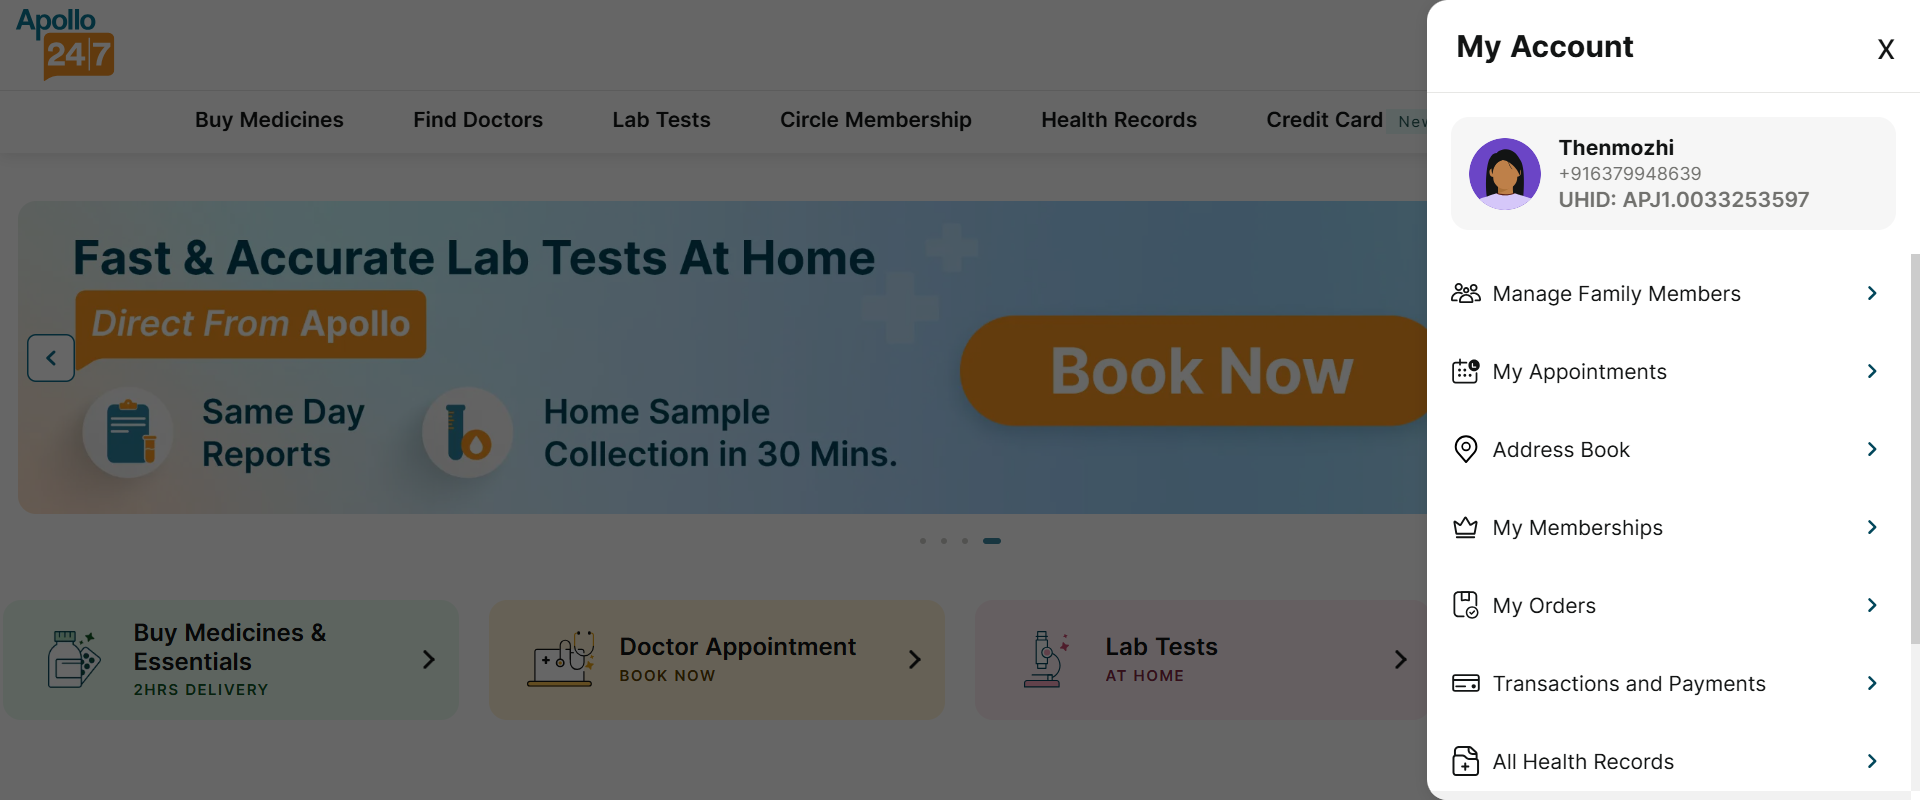 Apollo
24|7
Buy Medicines
Find Doctors
Lab Tests
Circle Membership
Health Records
Credit Card
Fast & Accurate Lab Tests At Home
Direct From Apollo
Same Day
Reports
Home Sample
Collection in 30 Mins.
Book Now
Buy Medicines &
Essentials
2HRS DELIVERY
Doctor Appointment
BOOK NOW
Lab Tests
AT HOME
My Account
X
Thenmozhi
+916379948639
UHID: APJ1.0033253597
Manage Family Members
My Appointments
Address Book
My Memberships
My Orders
Transactions and Payments
All Health Records